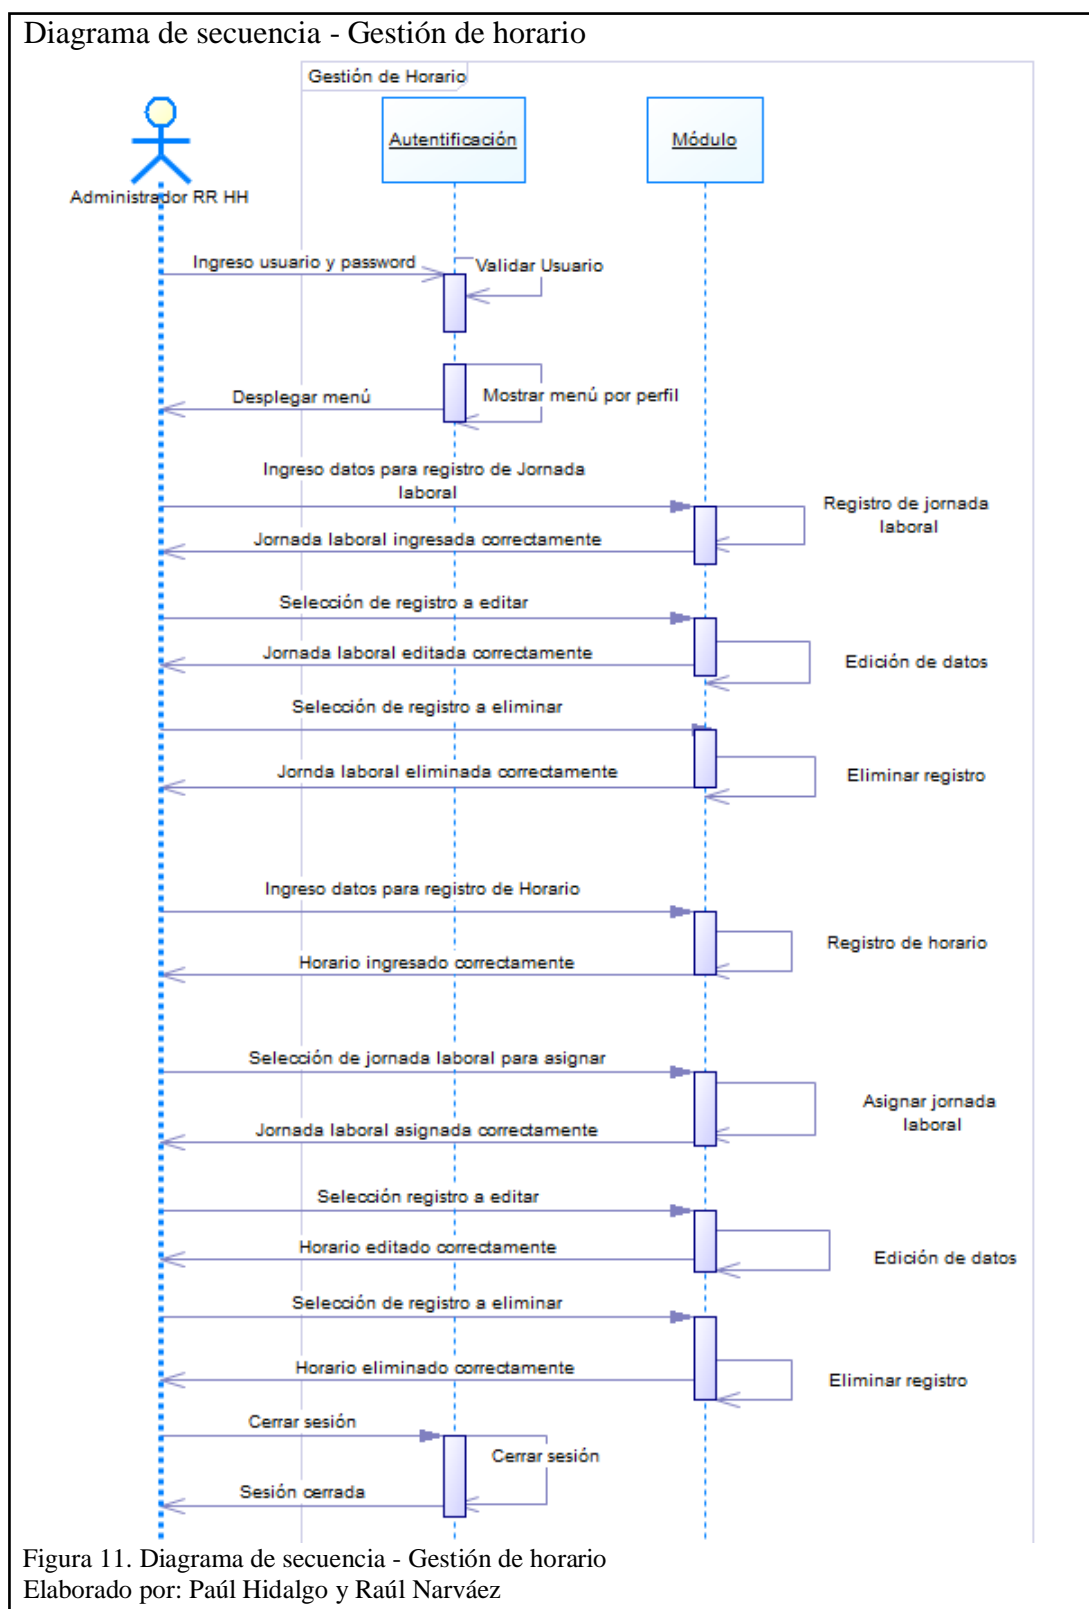 Diagrama de secuencia - Gestión de horario
Gestión de Horario
Autentificación
Módulo
Administrador RR HH
Ingreso usuario y password
Validar Usuario
Desplegar menú
Mostrar menú por perfil
Ingreso datos para registro de Jornada
laboral
Registro de jornada
laboral
Jornada laboral ingresada correctamente
Selección de registro a editar
Jornada laboral editada correctamente
Edición de datos
Selección de registro a eliminar
Jornda laboral eliminada correctamente
Eliminar registro
Ingreso datos para registro de Horario
Registro de horario
Horario ingresado correctamente
Selección de jornada laboral para asignar
Asignar jornada
laboral
Jornada laboral asignada correctamente
Selección registro a editar
Horario editado correctamente
Edición de datos
Selección de registro a eliminar
Horario eliminado correctamente
Eliminar registro
Cerrar sesión
Cerrar sesión
Sesión cerrada
Figura 11. Diagrama de secuencia - Gestión de horario
Elaborado por: Paúl Hidalgo y Raúl Narváez